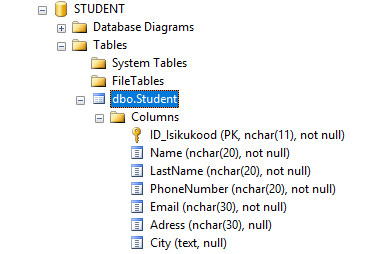 STUDENT
Database Diagrams
Tables
System Tables
FileTables
dbo.Student
Columns
ID_Isikukood (PK, nchar(11), not null)
Name (nchar(20), not null)
LastName (nchar(20), not null)
PhoneNumber (nchar(20), not null)
Email (nchar(30), not null)
Adress (nchar(30), null)
City (text, null)